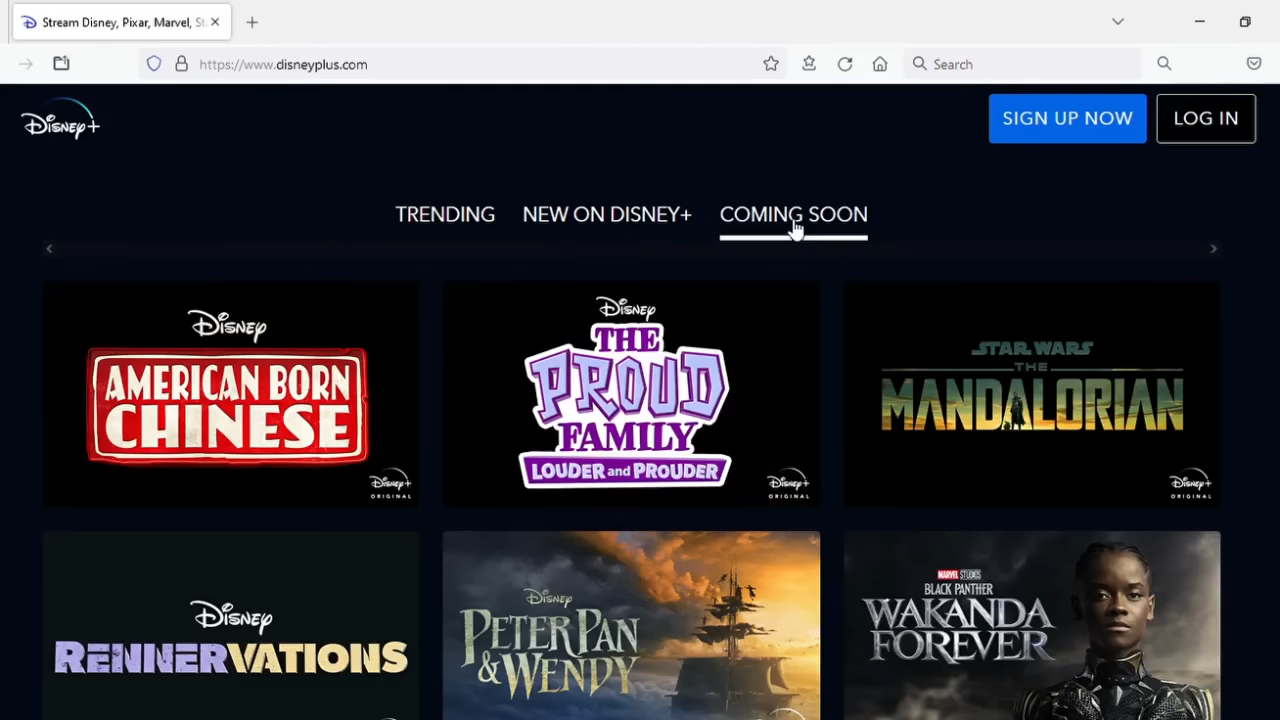 Stream Disney, Pixar, Marvel, St
https://www.disneyplus.com
Search
Disney+
SIGN UP NOW
LOG IN
TRENDING
NEW ON DISNEY+
COMING SOON
Disney
AMERICAN BORN
CHINESE
Disney+
ORIGINAL
Disney
THE
PROUD
FAMILY
LOUDER and PROUDER
Disney+
ORIGINAL
STAR WARS
THE
MANDALORIAN
Disney+
ORIGINAL
Disney
RENNERVATIONS
Disney
PETER PAN
& WENDY
MARVEL STUDIOS
BLACK PANTHER
WAKANDA
FOREVER